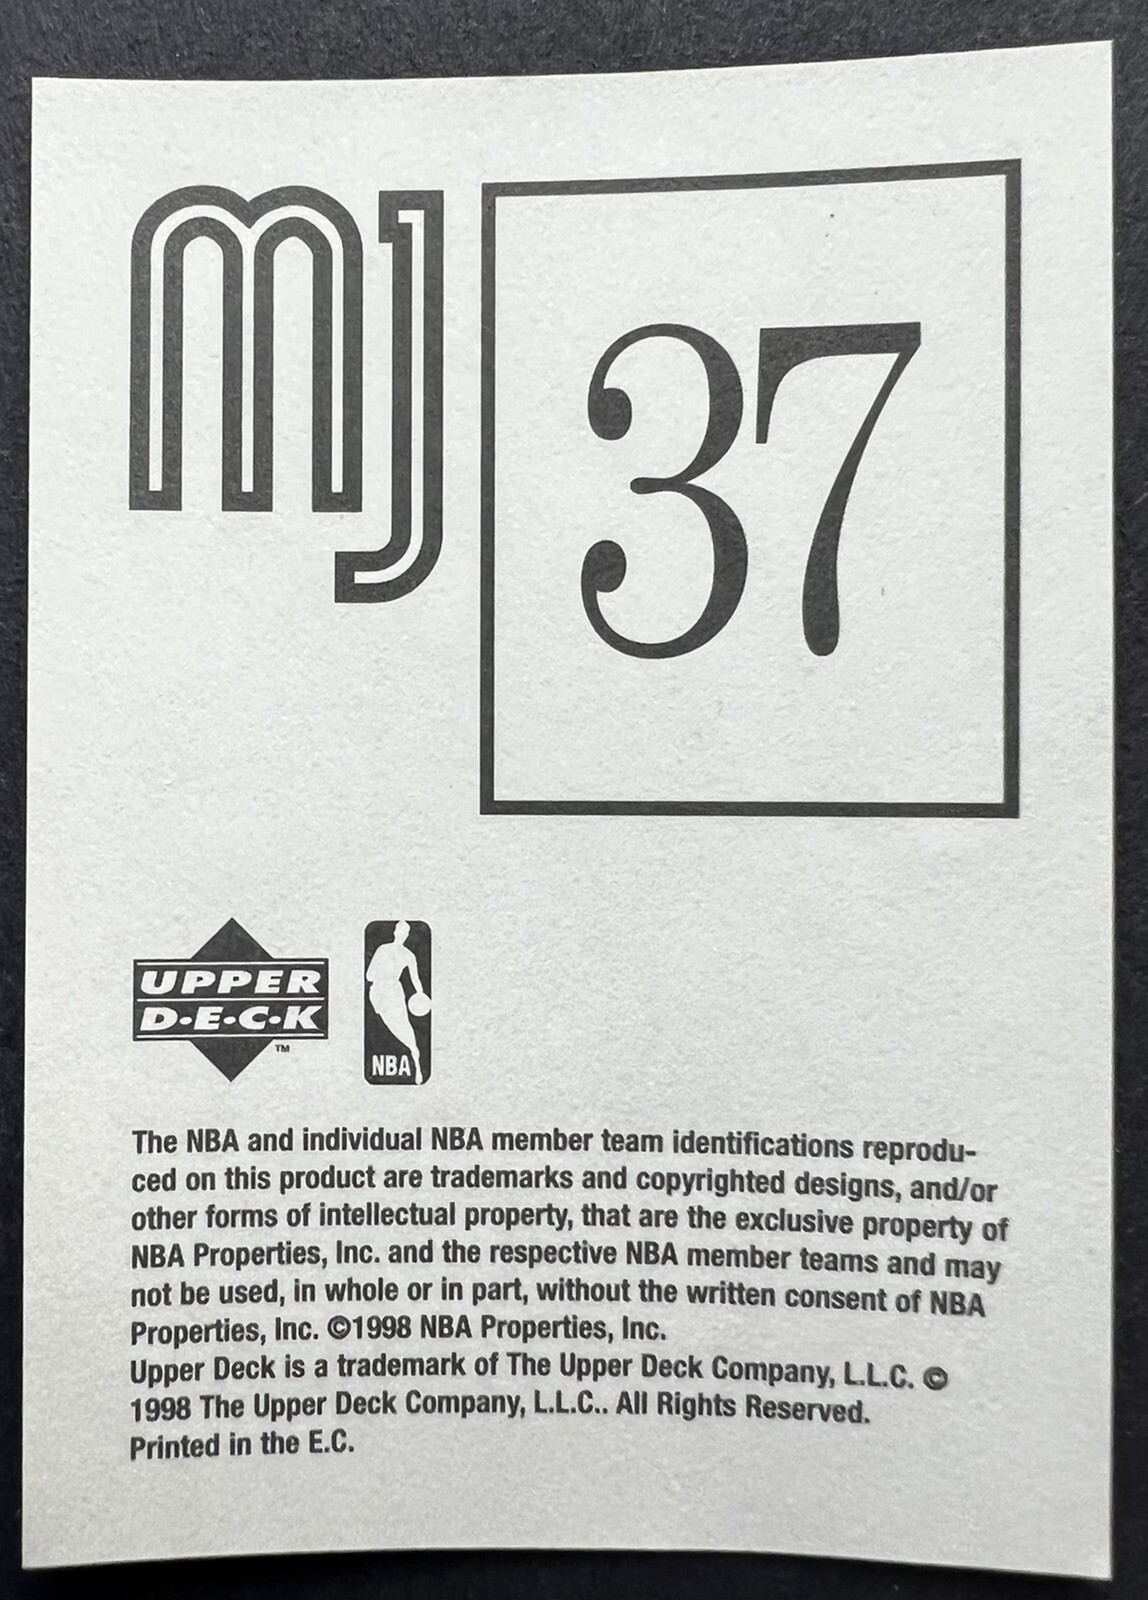 MJ
37
UPPER
D·E·C·K
TM
NBA
The NBA and individual NBA member team identifications reprodu-
ced on this product are trademarks and copyrighted designs, and/or
other forms of intellectual property, that are the exclusive property of
NBA Properties, Inc. and the respective NBA member teams and may
not be used, in whole or in part, without the written consent of NBA
Properties, Inc. ©1998 NBA Properties, Inc.
Upper Deck is a trademark of The Upper Deck Company, L.L.C. ©
1998 The Upper Deck Company, L.L.C.. All Rights Reserved.
Printed in the E.C.